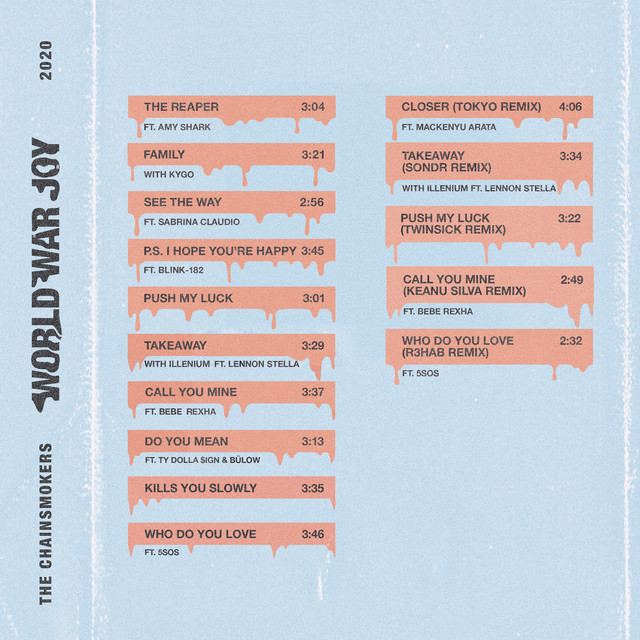 THE CHAINSMOKERS WORLD WAR JOY 2020
THE REAPER 3:04
FT. AMY SHARK
FAMILY 3:21
WITH KYGO
SEE THE WAY 2:56
FT. SABRINA CLAUDIO
P.S. I HOPE YOU'RE HAPPY 3:45
FT. BLINK-182
PUSH MY LUCK 3:01
TAKEAWAY 3:29
WITH ILLENIUM FT. LENNON STELLA
CALL YOU MINE 3:37
FT. BEBE REXHA
DO YOU MEAN 3:13
FT. TY DOLLA $IGN & BÜLOW
KILLS YOU SLOWLY 3:35
WHO DO YOU LOVE 3:46
FT. 5SOS
CLOSER (TOKYO REMIX) 4:06
FT. MACKENYU ARATA
TAKEAWAY 3:34
(SONDR REMIX)
WITH ILLENIUM FT. LENNON STELLA
PUSH MY LUCK 3:22
(TWINSICK REMIX)
CALL YOU MINE 2:49
(KEANU SILVA REMIX)
FT. BEBE REXHA
WHO DO YOU LOVE 2:32
(R3HAB REMIX)
FT. 5SOS